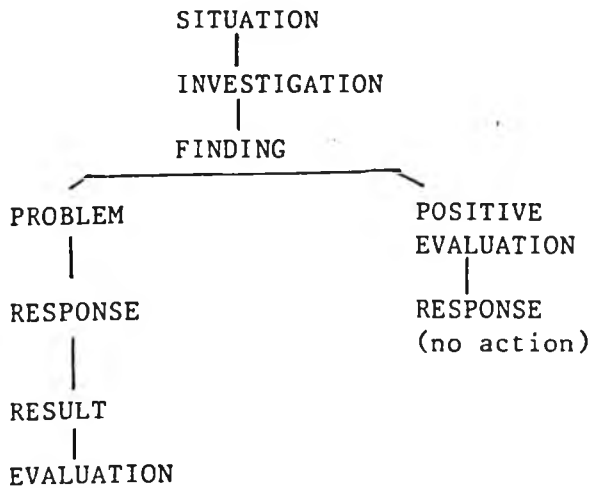 SITUATION
INVESTIGATION
FINDING
PROBLEM
RESPONSE
RESULT
EVALUATION
POSITIVE
EVALUATION
RESPONSE
(no action)